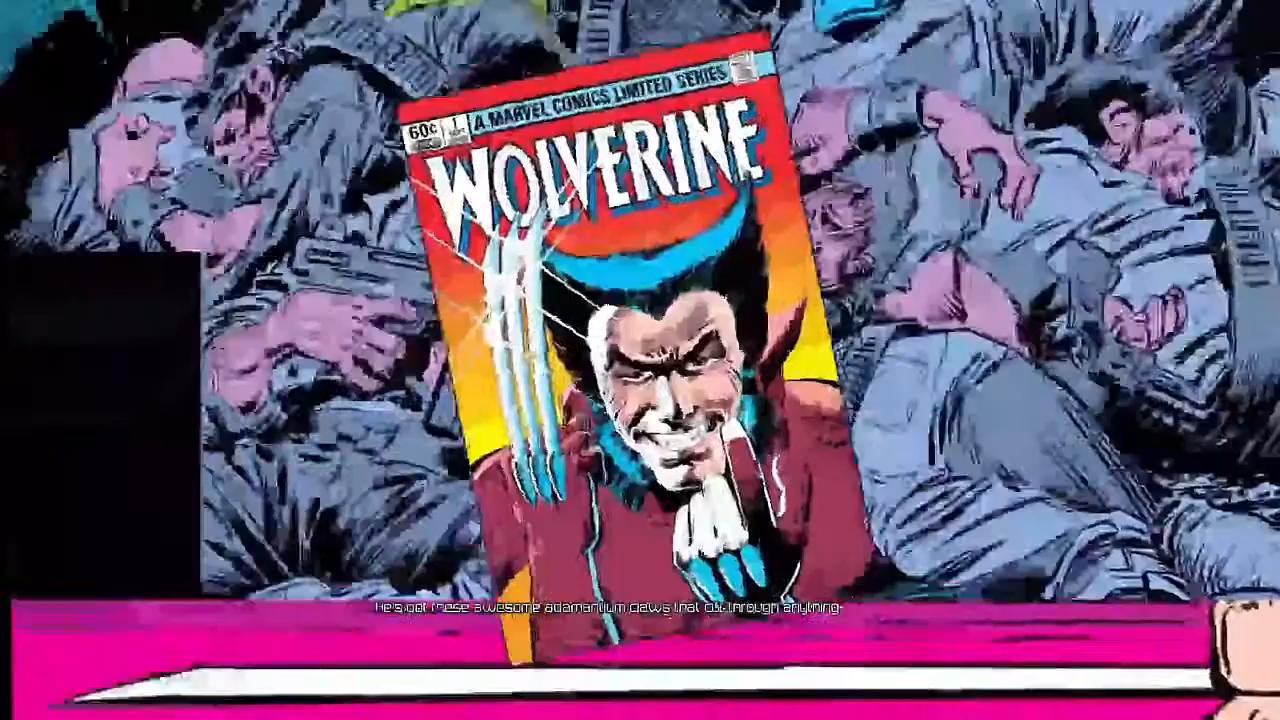 A MARVEL COMICS LIMITED SERIES
60¢ 1
WOLVERINE
He's got these awesome adamantium claws that cut through anything-